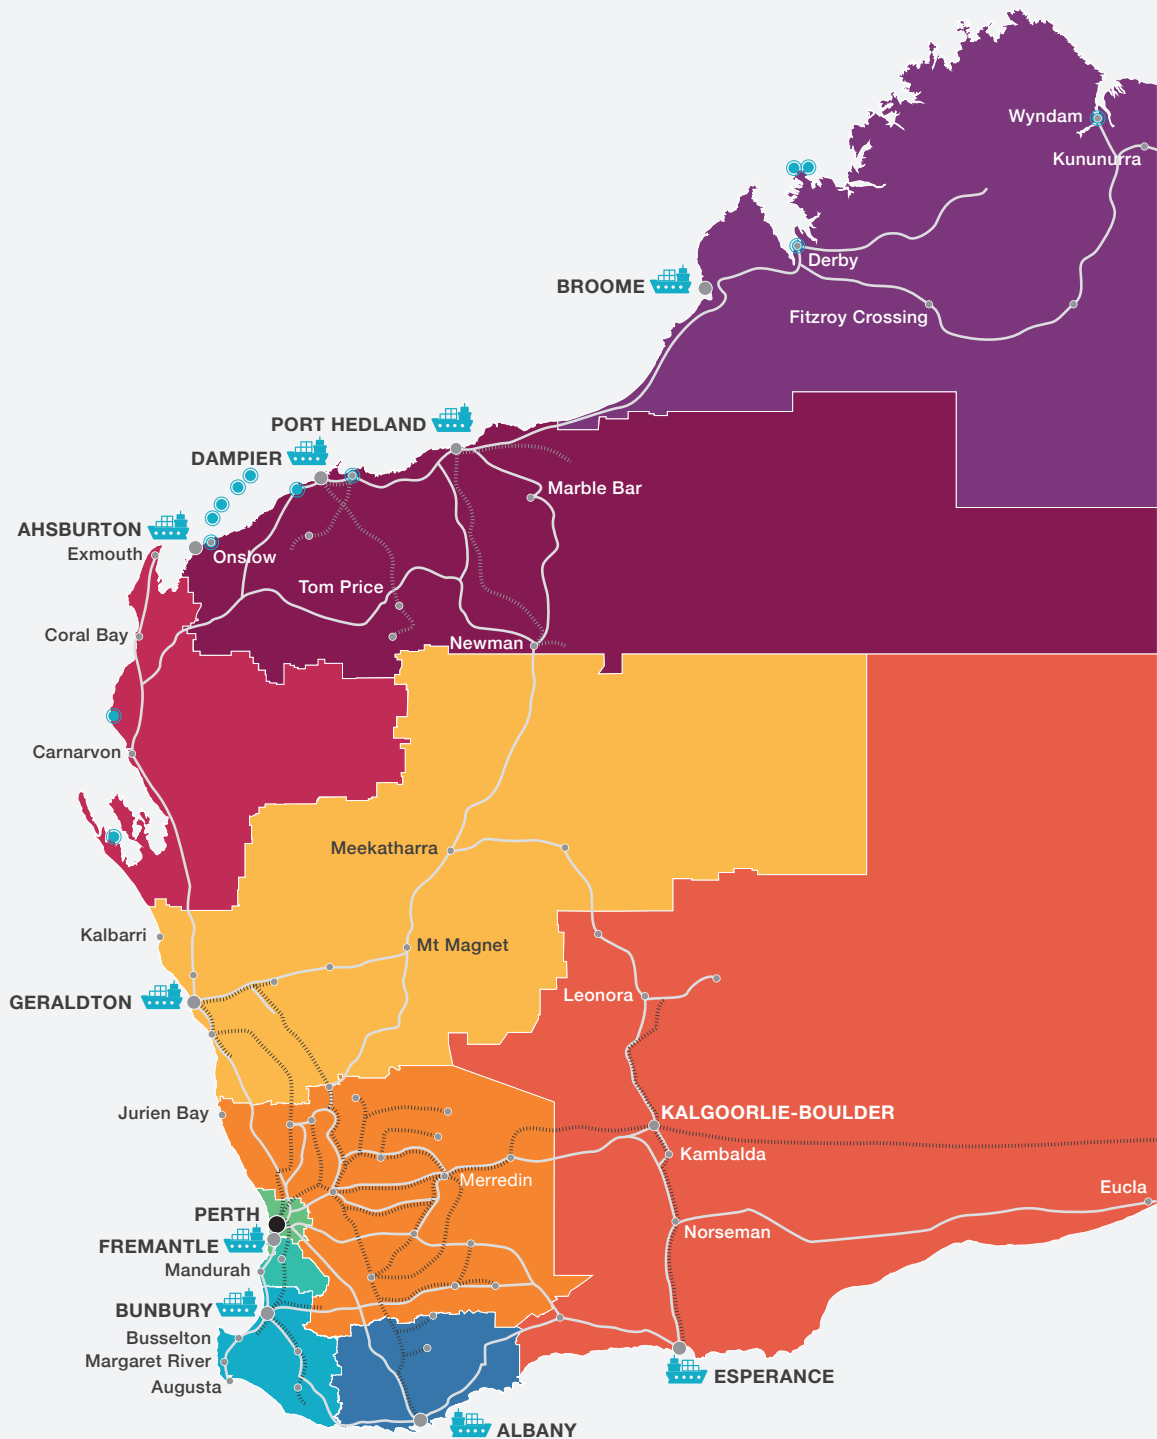 Wyndam
Kununurra
Derby
BROOME
Fitzroy Crossing
PORT HEDLAND
DAMPIER
Marble Bar
AHSBURTON
Exmouth
Onslow
Tom Price
Coral Bay
Newman
Carnarvon
Meekatharra
Kalbarri
Mt Magnet
GERALDTON
Leonora
Jurien Bay
KALGOORLIE-BOULDER
Kambalda
Merredin
Eucla
PERTH
Norseman
FREMANTLE
Mandurah
BUNBURY
Busselton
Margaret River
Augusta
ESPERANCE
ALBANY